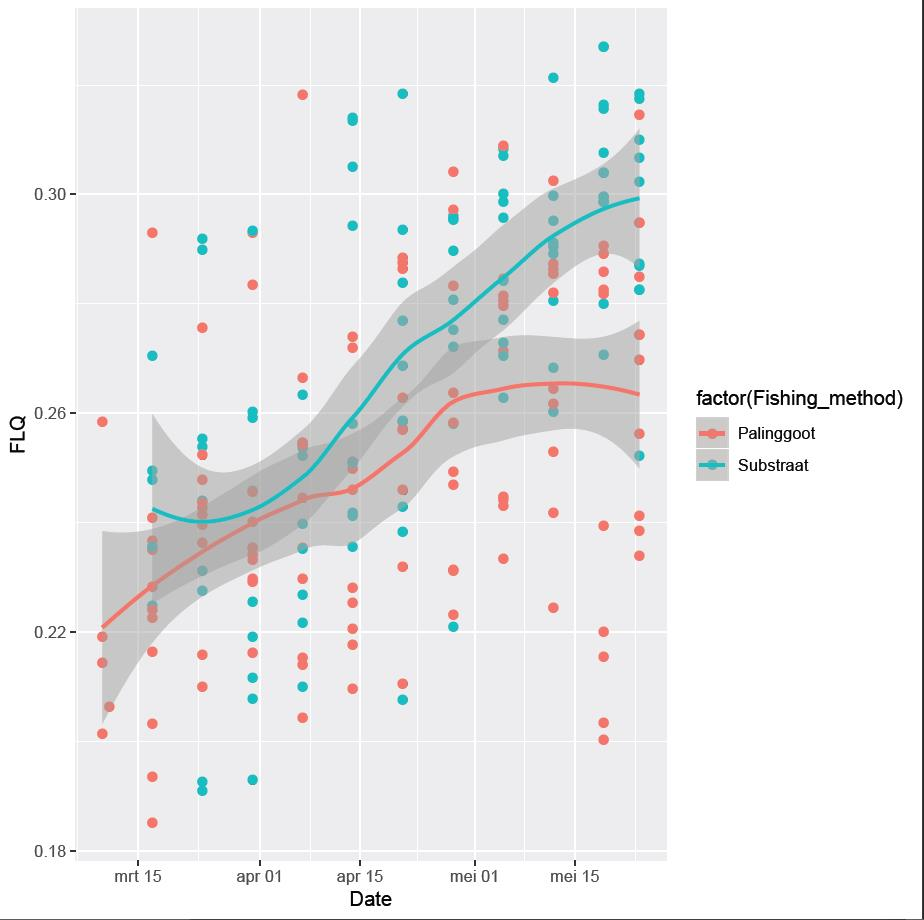 FLQ
0.30
0.26
0.22
0.18
mrt 15
apr 01
apr 15
mei 01
mei 15
Date
factor(Fishing_method)
Palinggoot
Substraat